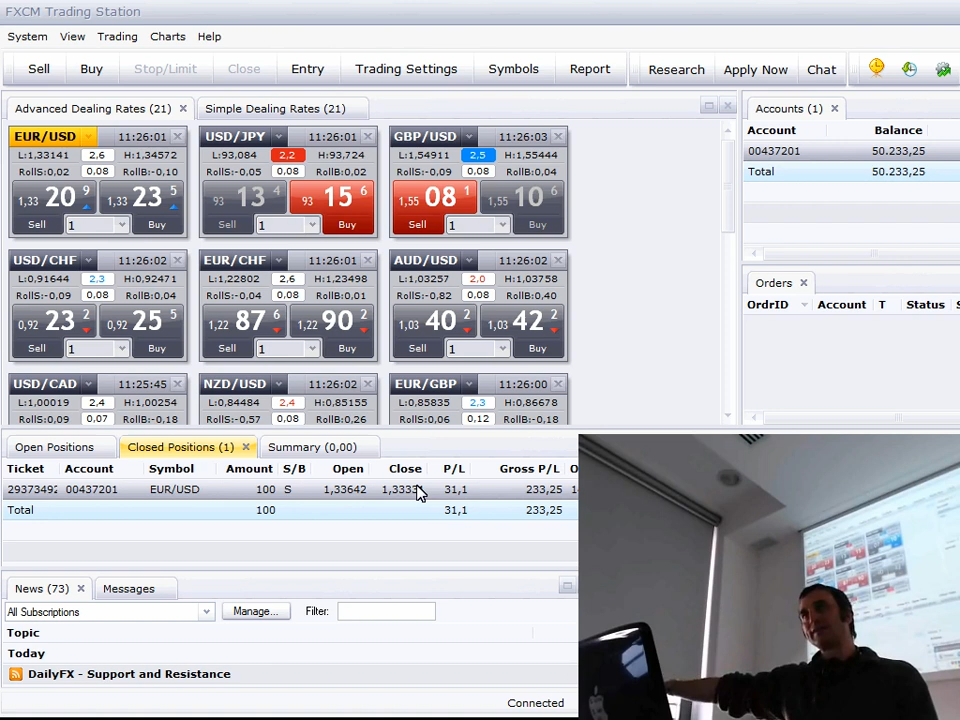 FXCM Trading Station
System View Trading Charts Help
Sell Buy Stop/Limit Close Entry Trading Settings Symbols Report Research Apply Now Chat
Advanced Dealing Rates (21) Simple Dealing Rates (21)
EUR/USD 11:26:01 USD/JPY 11:26:01 GBP/USD 11:26:03
L:1,33141 2,6 H:1,34572 L:93,084 2,2 H:93,724 L:1,54911 2,5 H:1,55444
RollS:0,02 0,08 RollB:-0,10 RollS:-0,05 0,08 RollB:0,02 RollS:-0,09 0,08 RollB:0,04
1,33 20 9 1,33 23 5 93 13 4 93 15 6 1,55 08 1 1,55 10 6
Sell 1 Buy Sell 1 Buy Sell 1 Buy
USD/CHF 11:26:02 EUR/CHF 11:26:02 AUD/USD 11:26:02
L:0,91644 2,3 H:0,92471 L:1,22802 2,6 H:1,23498 L:1,03257 2,0 H:1,03758
RollS:-0,09 0,08 RollB:0,04 RollS:-0,04 0,08 RollB:0,01 RollS:-0,82 0,08 RollB:0,40
0,92 23 2 0,92 25 5 1,22 87 6 1,22 90 2 1,03 40 2 1,03 42 2
Sell 1 Buy Sell 1 Buy Sell 1 Buy
USD/CAD 11:25:45 NZD/USD 11:26:02 EUR/GBP 11:26:00
L:1,00019 2,4 H:1,00254 L:0,84484 2,4 H:0,85155 L:0,85835 2,3 H:0,86678
RollS:0,09 0,07 RollB:-0,18 RollS:-0,57 0,08 RollB:0,26 RollS:0,06 0,12 RollB:-0,18
Accounts (1)
Account Balance
00437201 50.233,25
Total 50.233,25
Orders
OrdrID Account T Status S
Open Positions Closed Positions (1) Summary (0,00)
Ticket Account Symbol Amount S/B Open Close P/L Gross P/L
2937349 00437201 EUR/USD 100 S 1,33642 1,3333 31,1 233,25
Total 100 31,1 233,25
News (73) Messages
All Subscriptions Manage... Filter:
Topic
Today
DailyFX - Support and Resistance
Connected